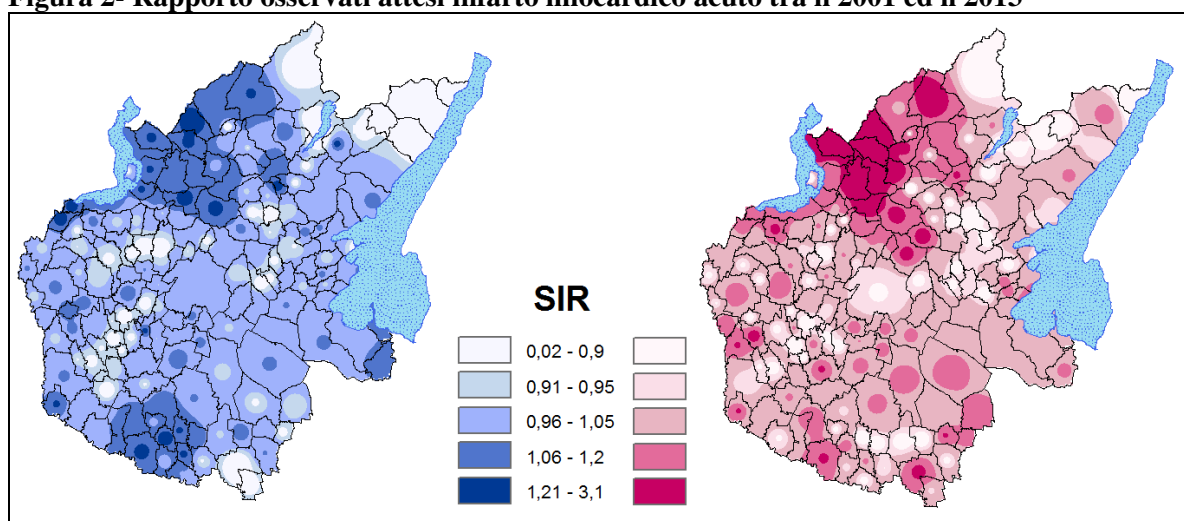 Figura 2- Rapporto osservati attesi infarto miocardico acuto tra il 2001 ed il 2015
SIR
0,02 - 0,9
0,91 - 0,95
0,96 - 1,05
1,06 - 1,2
1,21 - 3,1